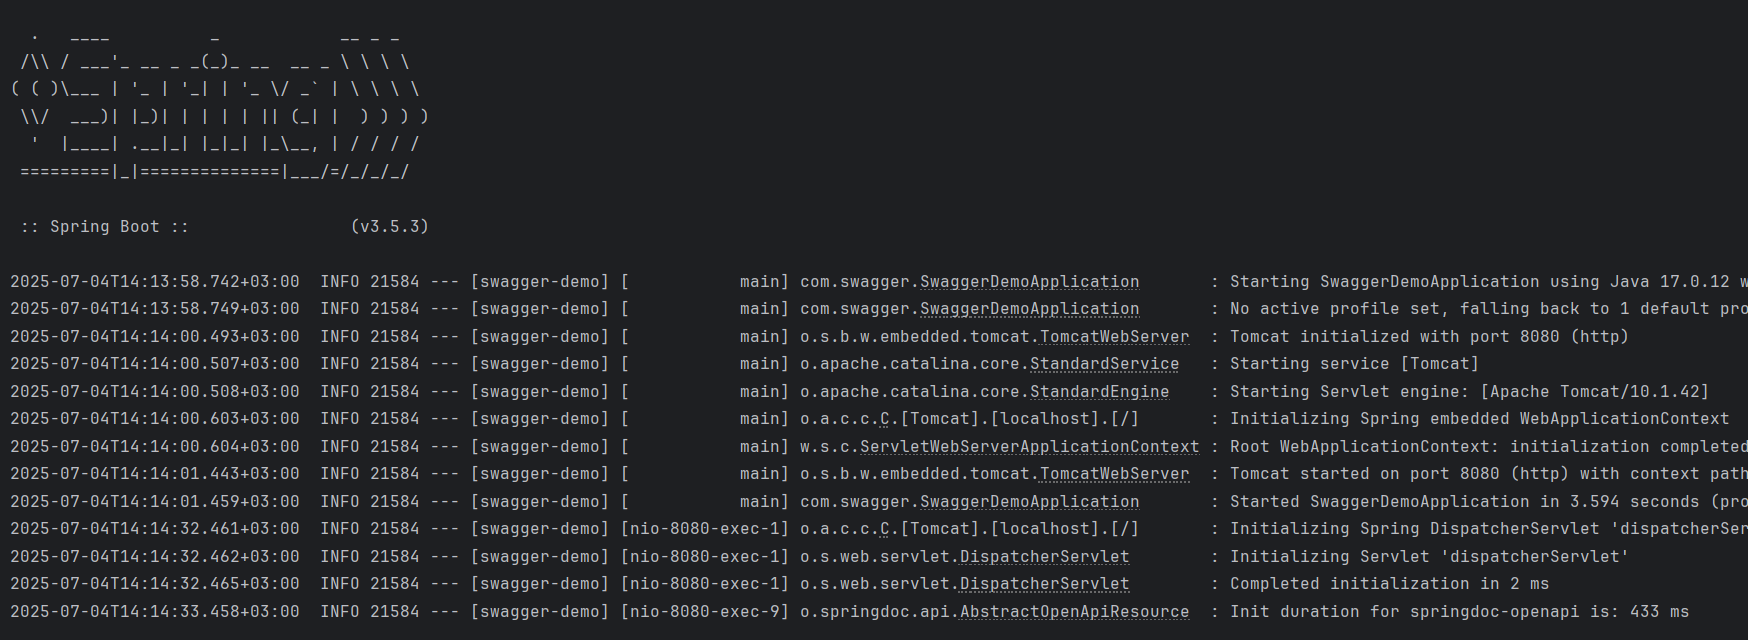 .   ____          _            __ _ _
 /\\ / ___'_ __ _ _(_)_ __  __ _ \ \ \ \
( ( )\___ | '_ | '_| | '_ \/ _` | \ \ \ \
 \\/  ___)| |_)| | | | | || (_| |  ) ) ) )
  '  |____| .__|_| |_|_| |_\__, | / / / /
 =========|_|==============|___/=/_/_/_/

 :: Spring Boot ::                (v3.5.3)

2025-07-04T14:13:58.742+03:00  INFO 21584 --- [swagger-demo] [           main] com.swagger.SwaggerDemoApplication       : Starting SwaggerDemoApplication using Java 17.0.12 w
2025-07-04T14:13:58.749+03:00  INFO 21584 --- [swagger-demo] [           main] com.swagger.SwaggerDemoApplication       : No active profile set, falling back to 1 default pro
2025-07-04T14:14:00.493+03:00  INFO 21584 --- [swagger-demo] [           main] o.s.b.w.embedded.tomcat.TomcatWebServer  : Tomcat initialized with port 8080 (http)
2025-07-04T14:14:00.507+03:00  INFO 21584 --- [swagger-demo] [           main] o.apache.catalina.core.StandardService   : Starting service [Tomcat]
2025-07-04T14:14:00.508+03:00  INFO 21584 --- [swagger-demo] [           main] o.apache.catalina.core.StandardEngine    : Starting Servlet engine: [Apache Tomcat/10.1.42]
2025-07-04T14:14:00.603+03:00  INFO 21584 --- [swagger-demo] [           main] o.a.c.c.C.[Tomcat].[localhost].[/]       : Initializing Spring embedded WebApplicationContext
2025-07-04T14:14:00.604+03:00  INFO 21584 --- [swagger-demo] [           main] w.s.c.ServletWebServerApplicationContext : Root WebApplicationContext: initialization completed
2025-07-04T14:14:01.443+03:00  INFO 21584 --- [swagger-demo] [           main] o.s.b.w.embedded.tomcat.TomcatWebServer  : Tomcat started on port 8080 (http) with context path
2025-07-04T14:14:01.459+03:00  INFO 21584 --- [swagger-demo] [           main] com.swagger.SwaggerDemoApplication       : Started SwaggerDemoApplication in 3.594 seconds (pro
2025-07-04T14:14:32.461+03:00  INFO 21584 --- [swagger-demo] [nio-8080-exec-1] o.a.c.c.C.[Tomcat].[localhost].[/]       : Initializing Spring DispatcherServlet 'dispatcherSer
2025-07-04T14:14:32.462+03:00  INFO 21584 --- [swagger-demo] [nio-8080-exec-1] o.s.web.servlet.DispatcherServlet        : Initializing Servlet 'dispatcherServlet'
2025-07-04T14:14:32.465+03:00  INFO 21584 --- [swagger-demo] [nio-8080-exec-1] o.s.web.servlet.DispatcherServlet        : Completed initialization in 2 ms
2025-07-04T14:14:33.458+03:00  INFO 21584 --- [swagger-demo] [nio-8080-exec-9] o.springdoc.api.AbstractOpenApiResource  : Init duration for springdoc-openapi is: 433 ms